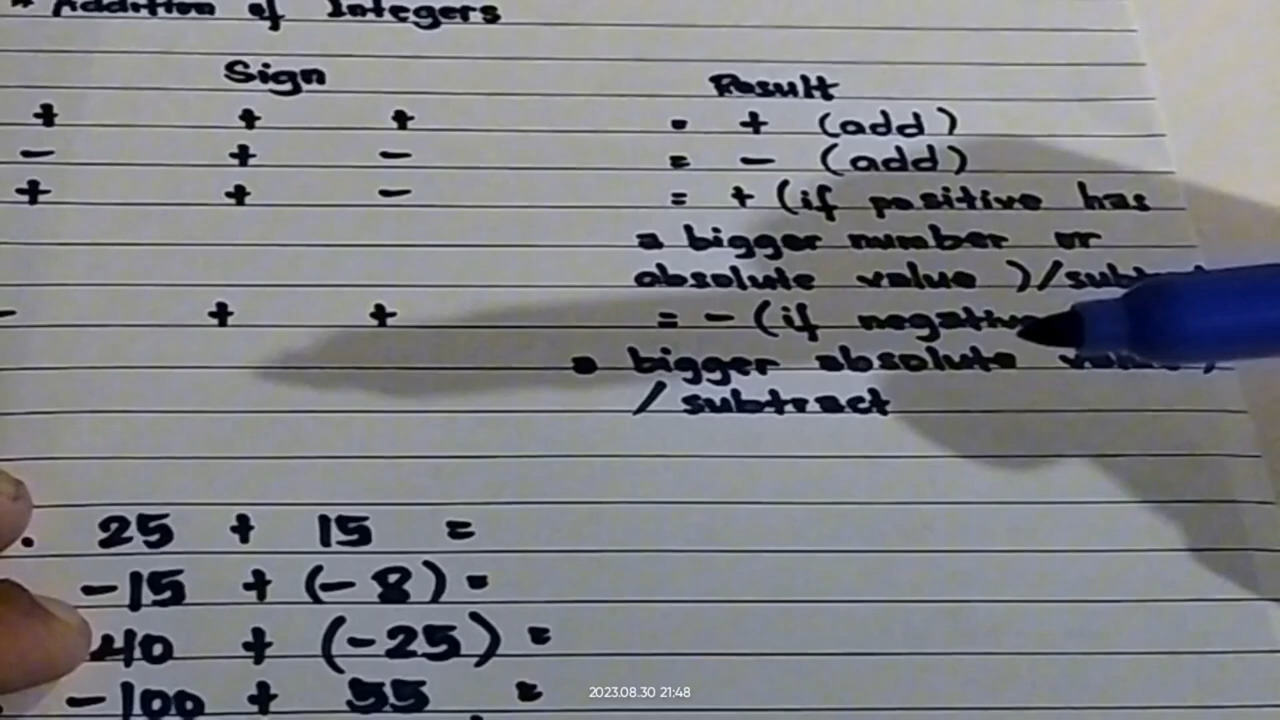 * Addition of Integers
Sign Result
+ + + = + (add)
- + - = - (add)
+ + - = + (if positive has
a bigger number or
absolute value )/
- + + = - (if negative
a bigger absolute
/ subtract
. 25 + 15 =
-15 + (-8) =
40 + (-25) =
-100 + 55 =
2023.08.30 21:48